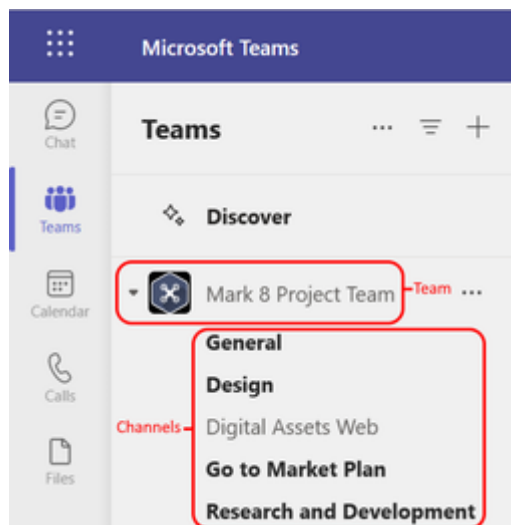 Microsoft Teams
Chat
Teams
Calendar
Calls
Files
Teams
Discover
Mark 8 Project Team
Team
Channels
General
Design
Digital Assets Web
Go to Market Plan
Research and Development